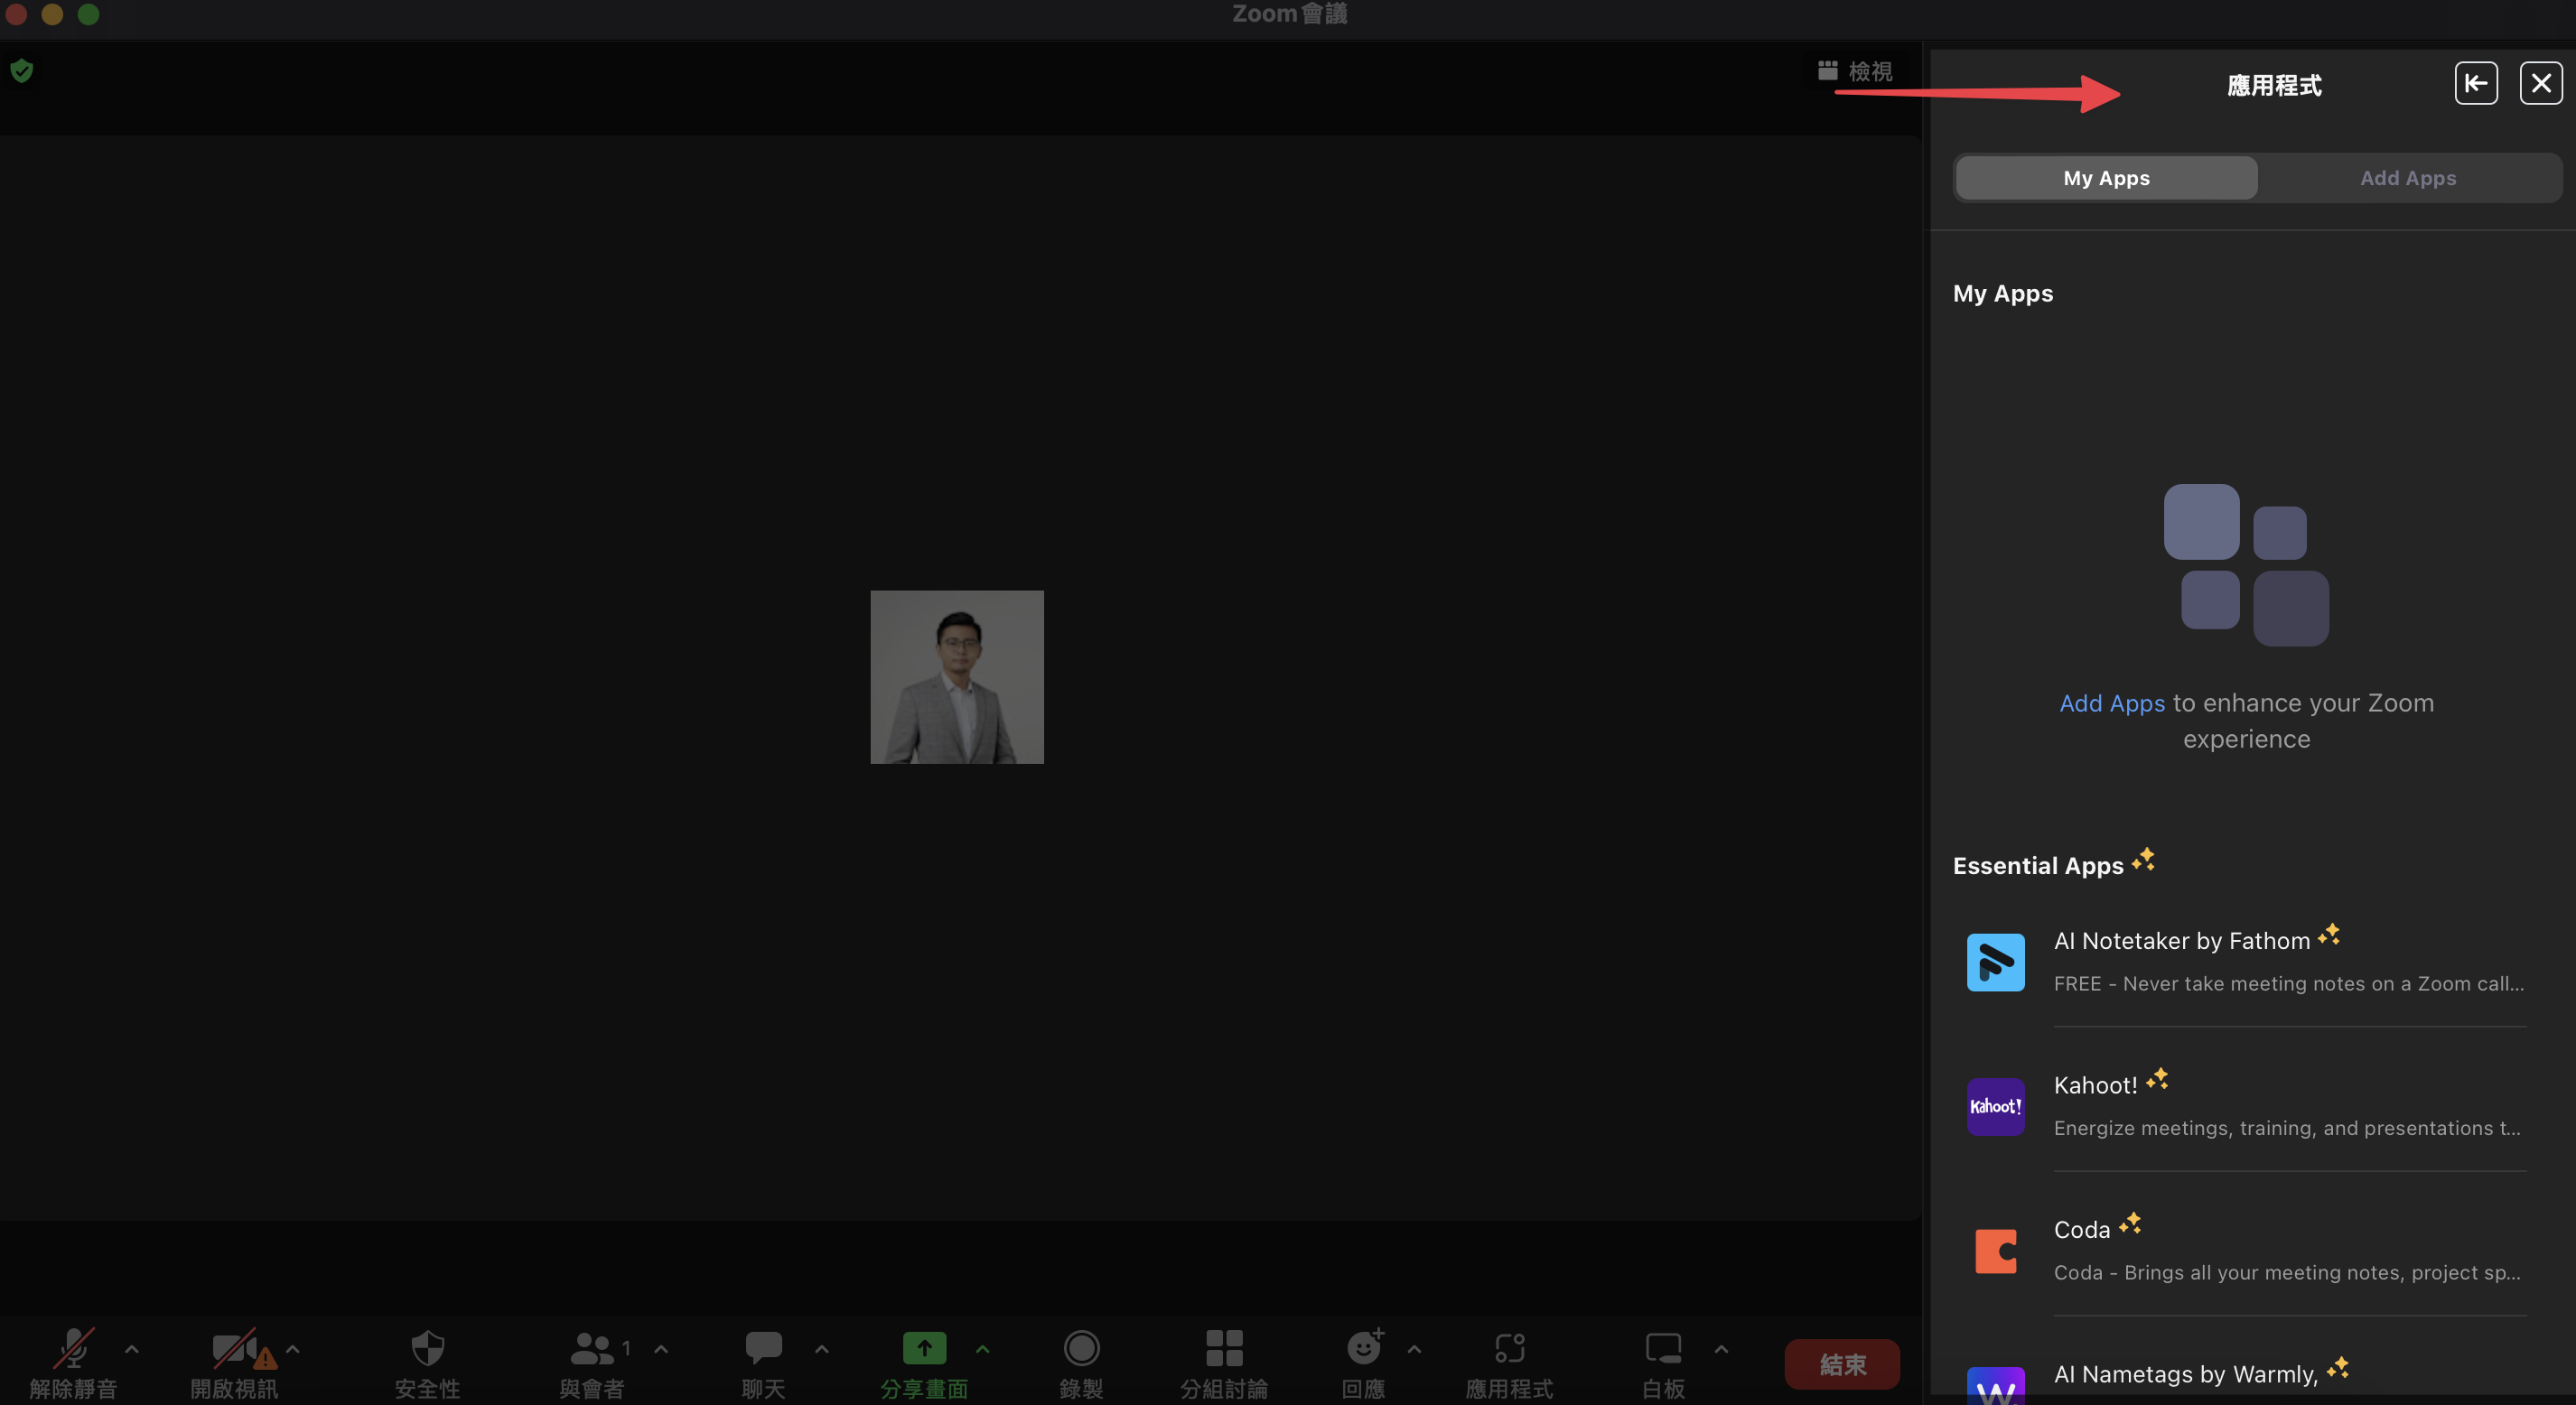 Zoom 會議
檢視
應用程式
My Apps
Add Apps
My Apps
Add Apps to enhance your Zoom
experience
Essential Apps
AI Notetaker by Fathom
FREE - Never take meeting notes on a Zoom call...
Kahoot!
Kahoot!
Energize meetings, training, and presentations t...
Coda
Coda - Brings all your meeting notes, project sp...
AI Nametags by Warmly,
W.
1
解除靜音
開啟視訊
安全性
與會者
聊天
分享畫面
錄製
分組討論
回應
應用程式
白板
結束